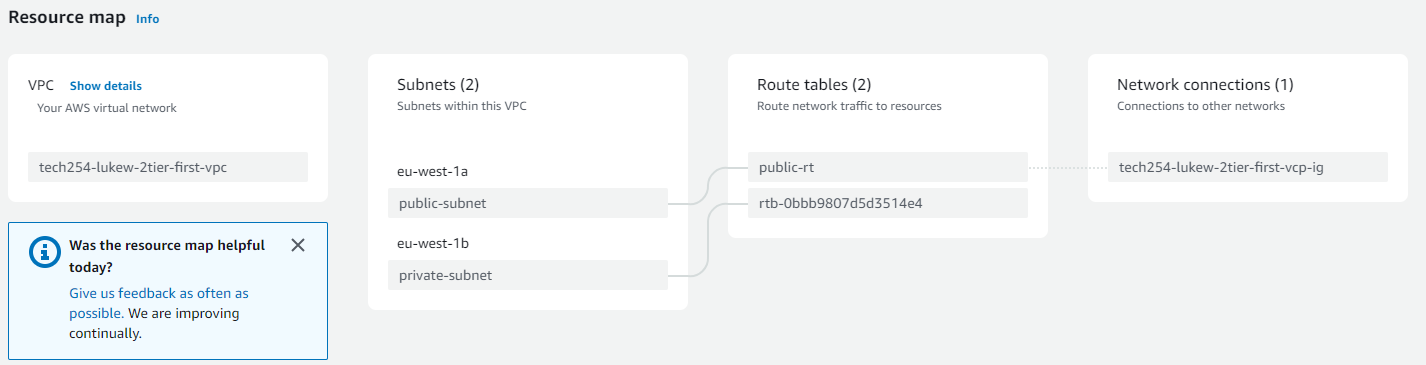 Resource map Info
VPC Show details
Your AWS virtual network
tech254-lukew-2tier-first-vpc
Was the resource map helpful
today?
Give us feedback as often as
possible. We are improving
continually.
Subnets (2)
Subnets within this VPC
eu-west-1a
public-subnet
eu-west-1b
private-subnet
Route tables (2)
Route network traffic to resources
public-rt
rtb-0bbb9807d5d3514e4
Network connections (1)
Connections to other networks
tech254-lukew-2tier-first-vcp-ig